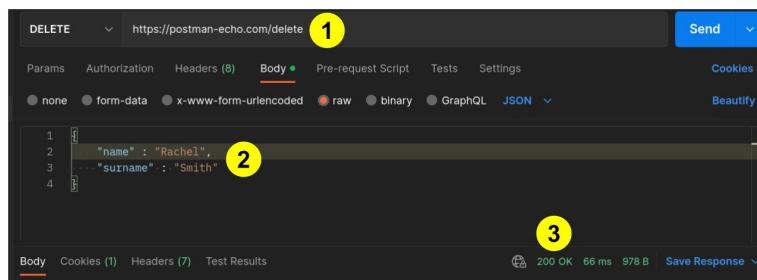 DELETE https://postman-echo.com/delete 1 Send
Params Authorization Headers (8) Body Pre-request Script Tests Settings Cookies
none form-data x-www-form-urlencoded raw binary GraphQL JSON Beautify
1 {
2 "name" : "Rachel", 2
3 ····"surname"·:·"Smith"
4 }
3
Body Cookies (1) Headers (7) Test Results 200 OK 66 ms 978 B Save Response